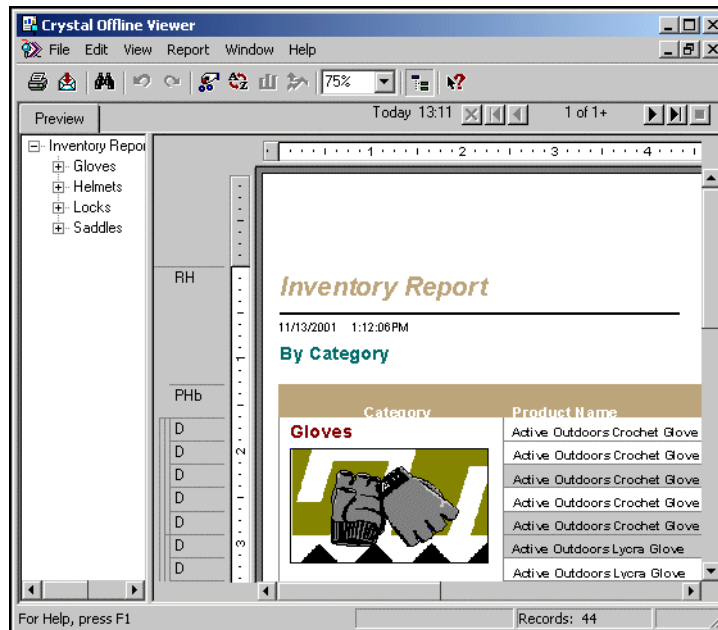 Crystal Offline Viewer
File Edit View Report Window Help
75%
Preview
Today 13:11
1 of 1+
Inventory Repor
Gloves
Helmets
Locks
Saddles
1 2 3 4
RH
PHb
D
D
D
D
D
D
D
1
2
3
Inventory Report
11/13/2001 1:12:06PM
By Category
Category Product Name
Gloves
Active Outdoors Crochet Glove
Active Outdoors Crochet Glove
Active Outdoors Crochet Glove
Active Outdoors Crochet Glove
Active Outdoors Crochet Glove
Active Outdoors Lycra Glove
Active Outdoors Lycra Glove
For Help, press F1
Records: 44